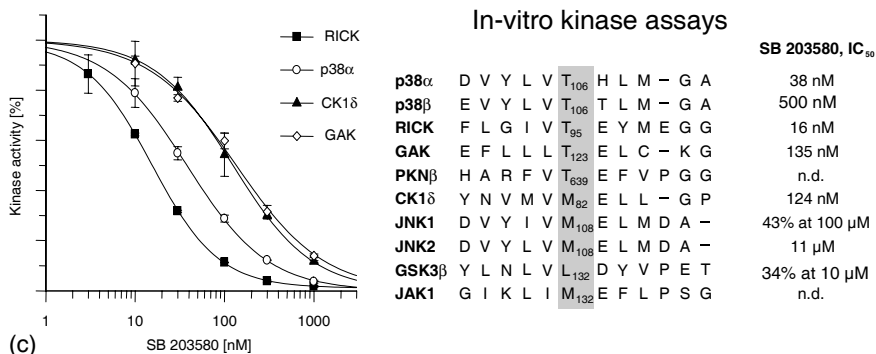 Kinase activity [%]
RICK
p38α
CK1δ
GAK
1 10 100 1000
SB 203580 [nM]
(c)
In-vitro kinase assays
SB 203580, IC50
p38α D V Y L V T106 H L M – G A 38 nM
p38β E V Y L V T106 T L M – G A 500 nM
RICK F L G I V T95 E Y M E G G 16 nM
GAK E F L L L T123 E L C – K G 135 nM
PKNβ H A R F V T639 E F V P G G n.d.
CK1δ Y N V M V M82 E L L – G P 124 nM
JNK1 D V Y I V M108 E L M D A – 43% at 100 µM
JNK2 D V Y L V M108 E L M D A – 11 µM
GSK3β Y L N L V L132 D Y V P E T 34% at 10 µM
JAK1 G I K L I M132 E F L P S G n.d.